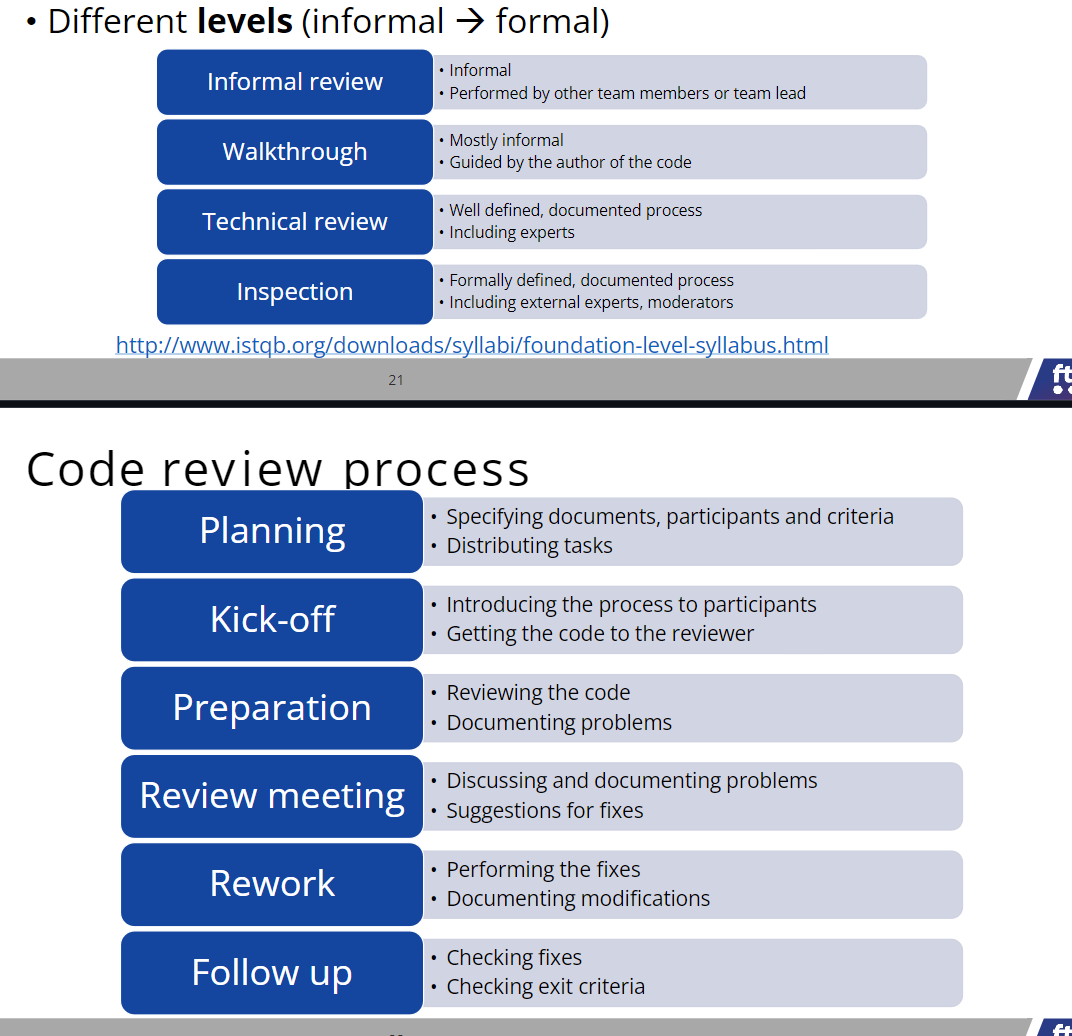 • Different levels (informal → formal)
Informal review
• Informal
• Performed by other team members or team lead
Walkthrough
• Mostly informal
• Guided by the author of the code
Technical review
• Well defined, documented process
• Including experts
Inspection
• Formally defined, documented process
• Including external experts, moderators
http://www.istqb.org/downloads/syllabi/foundation-level-syllabus.html
21
ft
Code review process
Planning
• Specifying documents, participants and criteria
• Distributing tasks
Kick-off
• Introducing the process to participants
• Getting the code to the reviewer
Preparation
• Reviewing the code
• Documenting problems
Review meeting
• Discussing and documenting problems
• Suggestions for fixes
Rework
• Performing the fixes
• Documenting modifications
Follow up
• Checking fixes
• Checking exit criteria